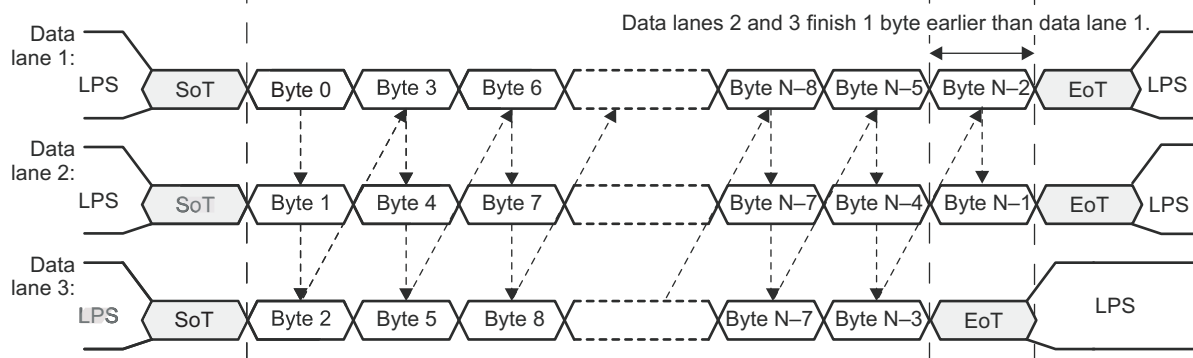 Data lanes 2 and 3 finish 1 byte earlier than data lane 1.
Data
lane 1:
LPS SoT Byte 0 Byte 3 Byte 6 Byte N–8 Byte N–5 Byte N–2 EoT LPS
Data
lane 2:
LPS SoT Byte 1 Byte 4 Byte 7 Byte N–7 Byte N–4 Byte N–1 EoT LPS
Data
lane 3:
LPS SoT Byte 2 Byte 5 Byte 8 Byte N–7 Byte N–3 EoT LPS